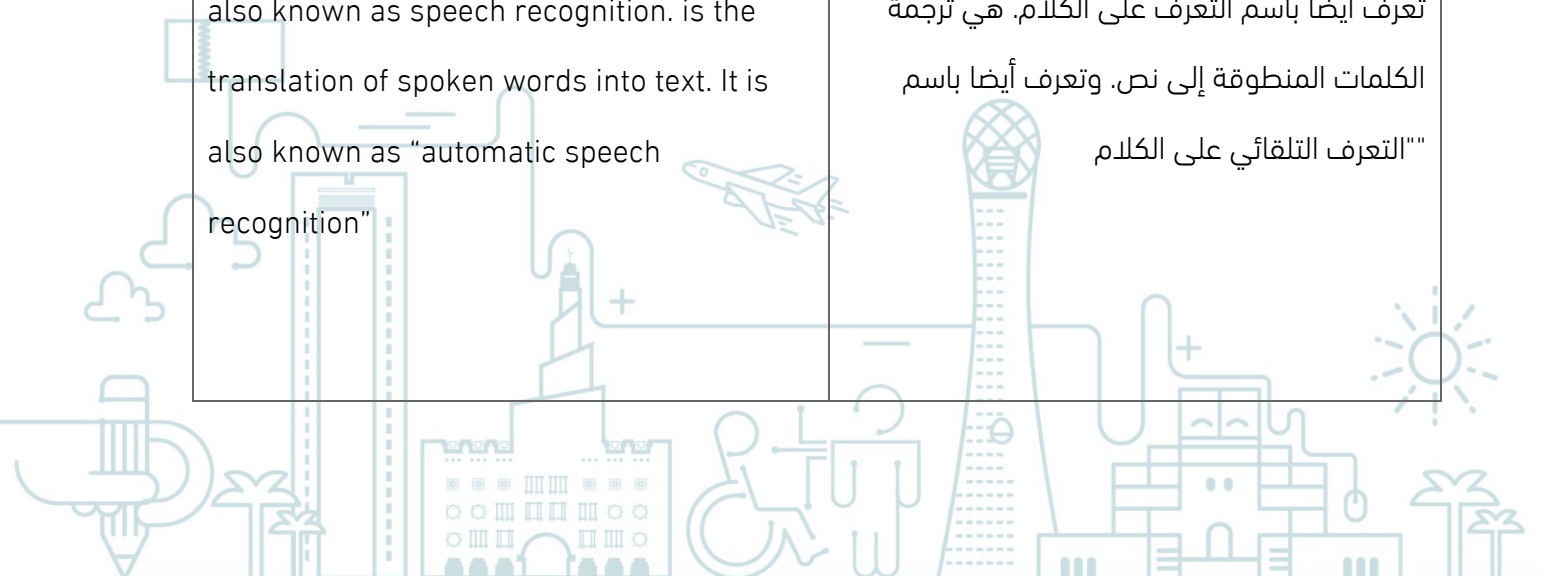 also known as speech recognition. is the
translation of spoken words into text. It is
also known as “automatic speech
recognition”
تعرف أيضا باسم التعرف على الكلام. هي ترجمة
الكلمات المنطوقة إلى نص. وتعرف أيضا باسم
""التعرف التلقائي على الكلام